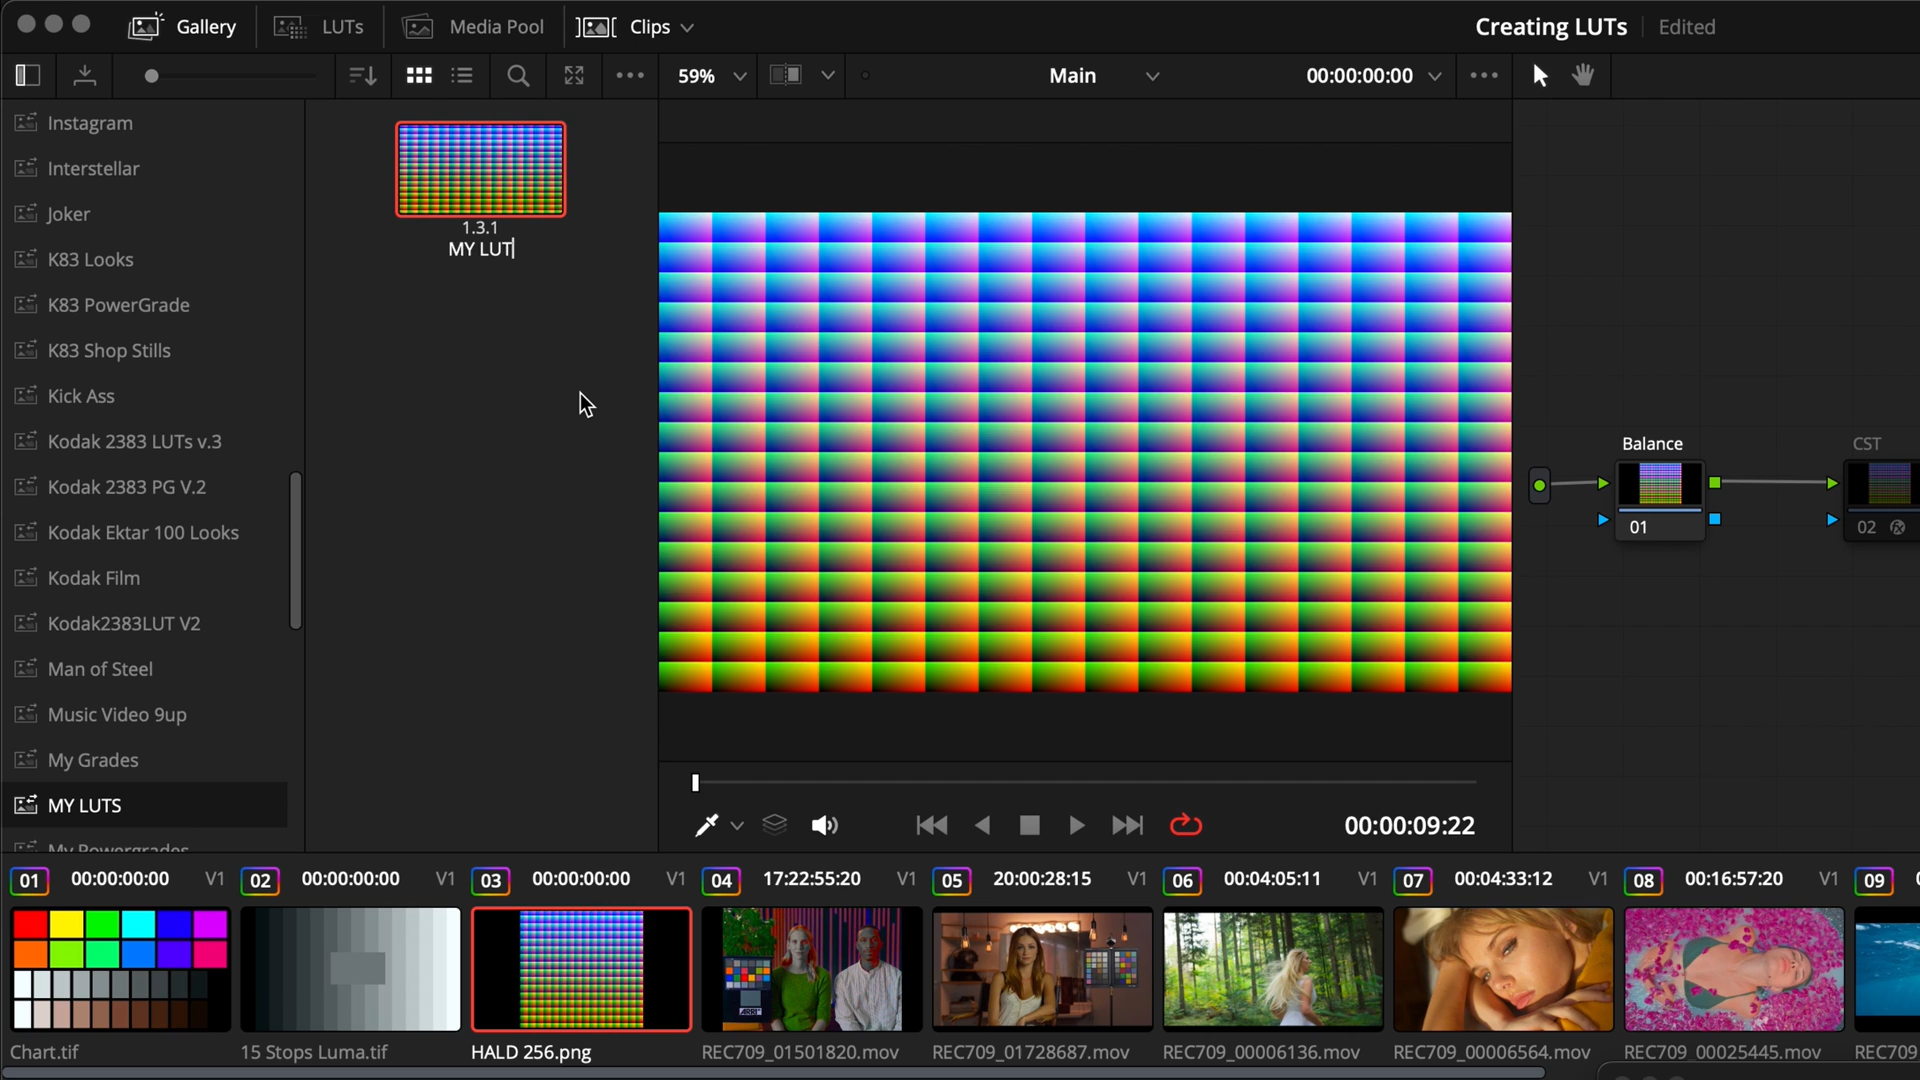 Gallery
LUTs
Media Pool
Clips
Creating LUTs
Edited
59%
Main
00:00:00:00
Instagram
Interstellar
Joker
K83 Looks
K83 PowerGrade
K83 Shop Stills
Kick Ass
Kodak 2383 LUTs v.3
Kodak 2383 PG V.2
Kodak Ektar 100 Looks
Kodak Film
Kodak2383LUT V2
Man of Steel
Music Video 9up
My Grades
MY LUTS
My Powergrades
1.3.1
MY LUT
Balance
01
CST
02
00:00:09:22
01 00:00:00:00 V1
02 00:00:00:00 V1
03 00:00:00:00 V1
04 17:22:55:20 V1
05 20:00:28:15 V1
06 00:04:05:11 V1
07 00:04:33:12 V1
08 00:16:57:20 V1
09
ARRI
Chart.tif
15 Stops Luma.tif
HALD 256.png
REC709_01501820.mov
REC709_01728687.mov
REC709_00006136.mov
REC709_00006564.mov
REC709_00025445.mov
REC709